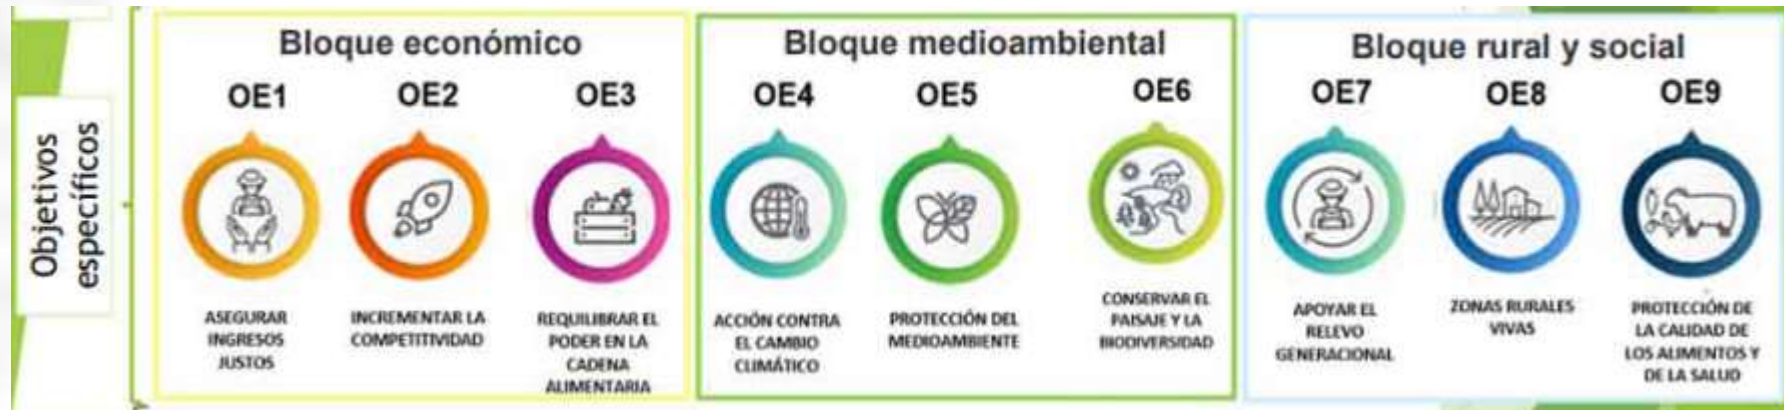 Objetivos
específicos
Bloque económico
OE1
ASEGURAR
INGRESOS
JUSTOS
OE2
INCREMENTAR LA
COMPETITIVIDAD
OE3
REQUILIBRAR EL
PODER EN LA
CADENA
ALIMENTARIA
Bloque medioambiental
OE4
ACCIÓN CONTRA
EL CAMBIO
CLIMÁTICO
OE5
PROTECCIÓN DEL
MEDIOAMBIENTE
OE6
CONSERVAR EL
PAISAJE Y LA
BIODIVERSIDAD
Bloque rural y social
OE7
APOYAR EL
RELEVO
GENERACIONAL
OE8
ZONAS RURALES
VIVAS
OE9
PROTECCIÓN DE
LA CALIDAD DE
LOS ALIMENTOS Y
DE LA SALUD